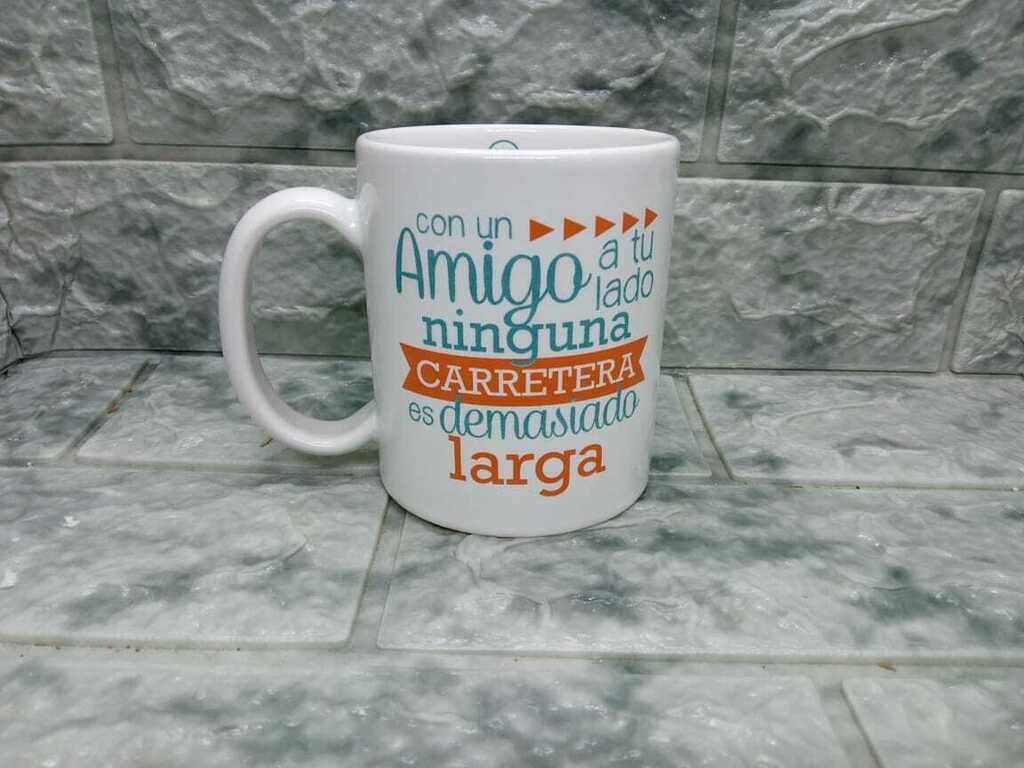 con un
Amigo a tu
lado
ninguna
CARRETERA
es demasiado
larga